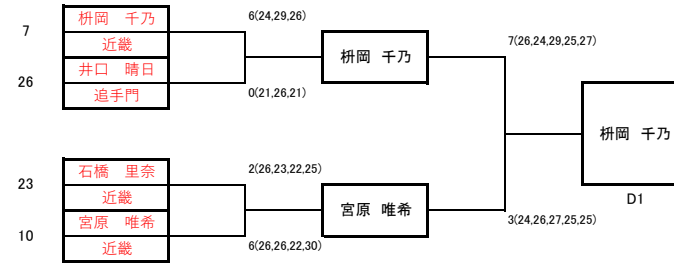 7
枡岡　千乃
近畿
26
井口　晴日
追手門
6(24,29,26)
0(21,26,21)
枡岡　千乃
23
石橋　里奈
近畿
10
宮原　唯希
近畿
2(26,23,22,25)
6(26,26,22,30)
宮原　唯希
7(26,24,29,25,27)
3(24,26,27,25,25)
枡岡　千乃
D1